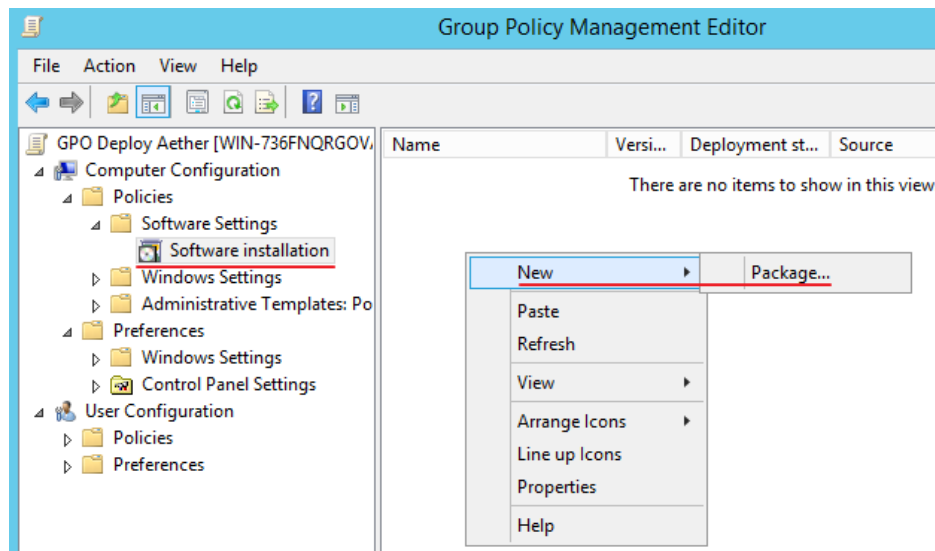 Group Policy Management Editor
File Action View Help
GPO Deploy Aether [WIN-736FNQRGOVA
Computer Configuration
Policies
Software Settings
Software installation
Windows Settings
Administrative Templates: Po
Preferences
Windows Settings
Control Panel Settings
User Configuration
Policies
Preferences
Name Versi... Deployment st... Source
There are no items to show in this view
New
Package...
Paste
Refresh
View
Arrange Icons
Line up Icons
Properties
Help